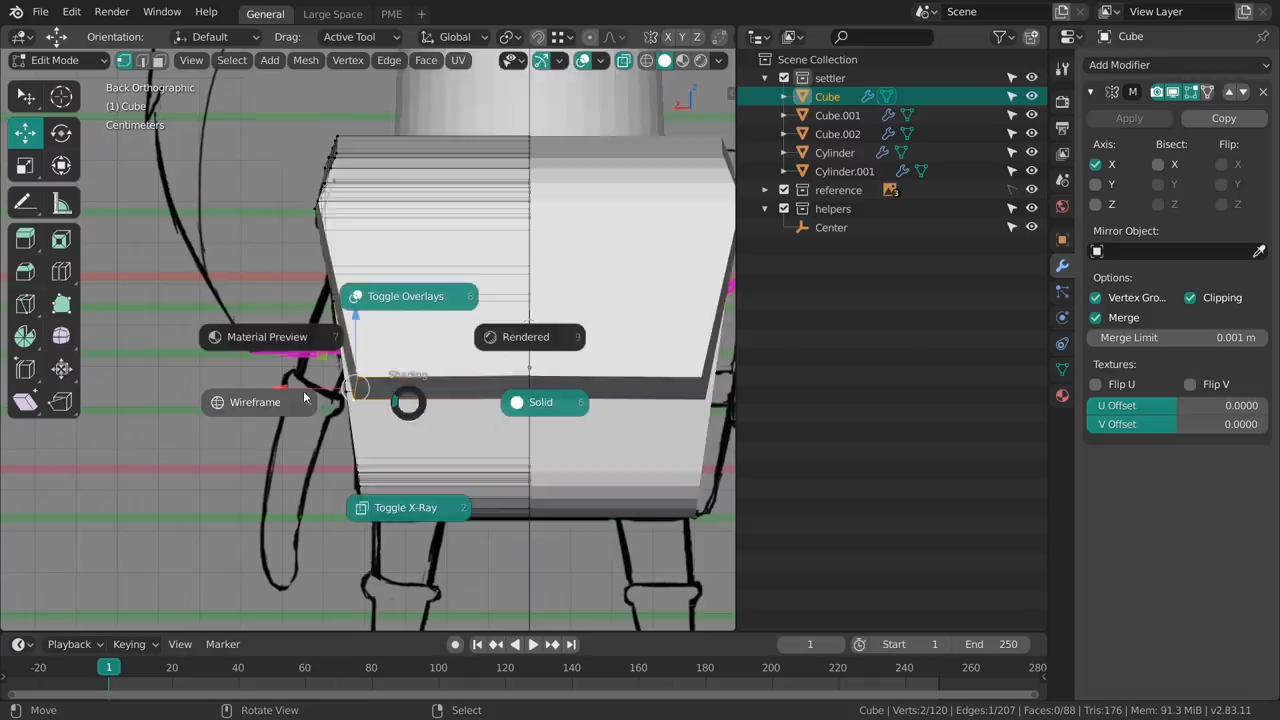 File Edit Render Window Help General Large Space PME + Scene View Layer
Orientation: Default Drag: Active Tool Global X Y Z
Edit Mode View Select Add Mesh Vertex Edge Face UV
Back Orthographic
(1) Cube
Centimeters
Z
X
Toggle Overlays 8
Material Preview 7
Rendered 9
Shading
Wireframe
Solid 6
Toggle X-Ray 2
Scene Collection
settler
Cube
Cube.001
Cube.002
Cylinder
Cylinder.001
reference 3
helpers
Center
Cube
Add Modifier
M
Apply Copy
Axis: Bisect: Flip:
X X X
Y Y Y
Z Z Z
Mirror Object:
Options:
Vertex Gro... Clipping
Merge
Merge Limit 0.001 m
Textures:
Flip U Flip V
U Offset 0.0000
V Offset 0.0000
Playback Keying View Marker 1 Start 1 End 250
-20 1 20 40 60 80 100 120 140 160 180 200 220 240 260 280
Move Rotate View Select Cube | Verts:2/120 | Edges:1/207 | Faces:0/88 | Tris:176 | Mem: 91.3 MiB | v2.83.11